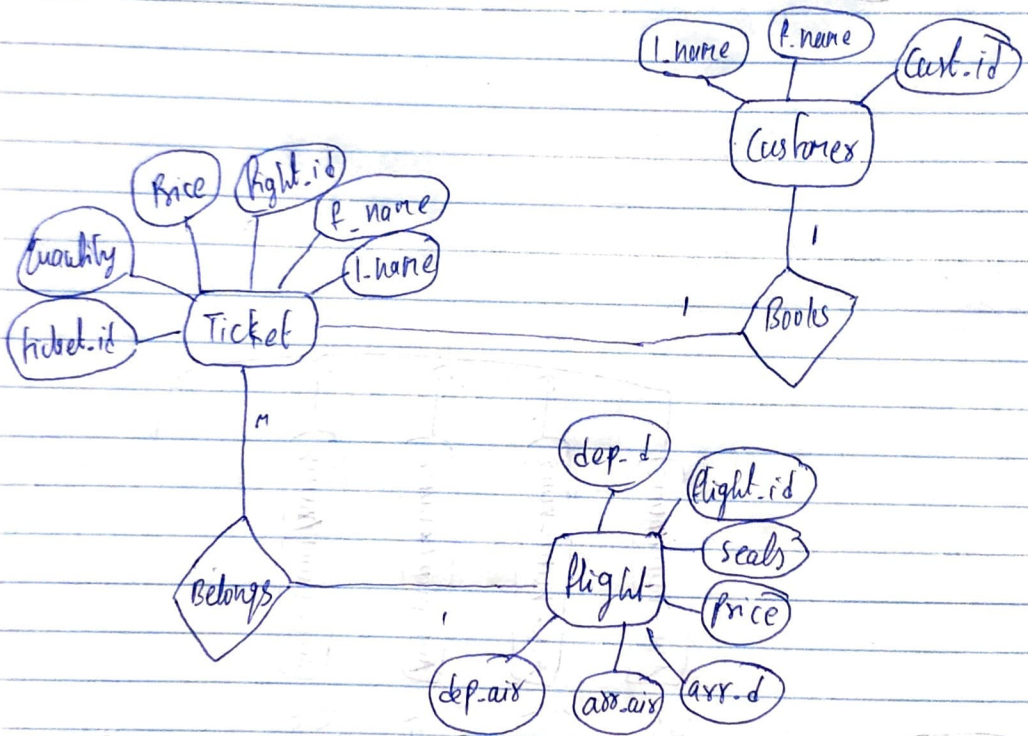 l_name
f_name
Cust_id
Customer
1
Price
flight_id
f_name
l_name
Quantity
ticket_id
Ticket
1
Books
M
dep_d
flight_id
seats
flight
Price
Belongs
1
dep_air
arr_air
arr_d